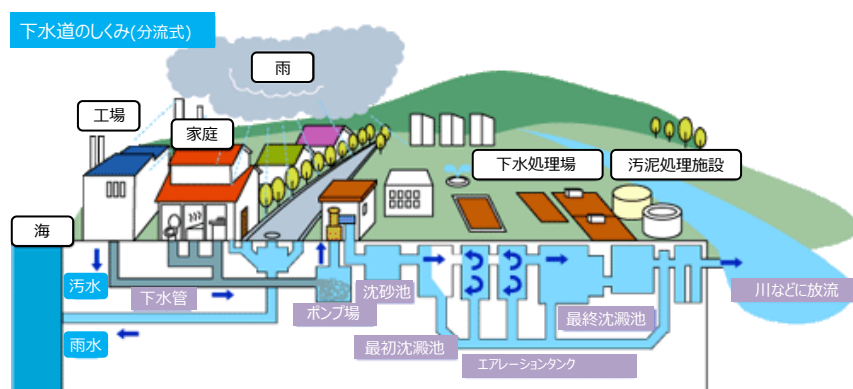 下水道のしくみ(分流式)
雨
工場
家庭
下水処理場
汚泥処理施設
海
汚水
下水管
沈砂池
ポンプ場
川などに放流
雨水
最初沈澱池
最終沈澱池
エアレーションタンク